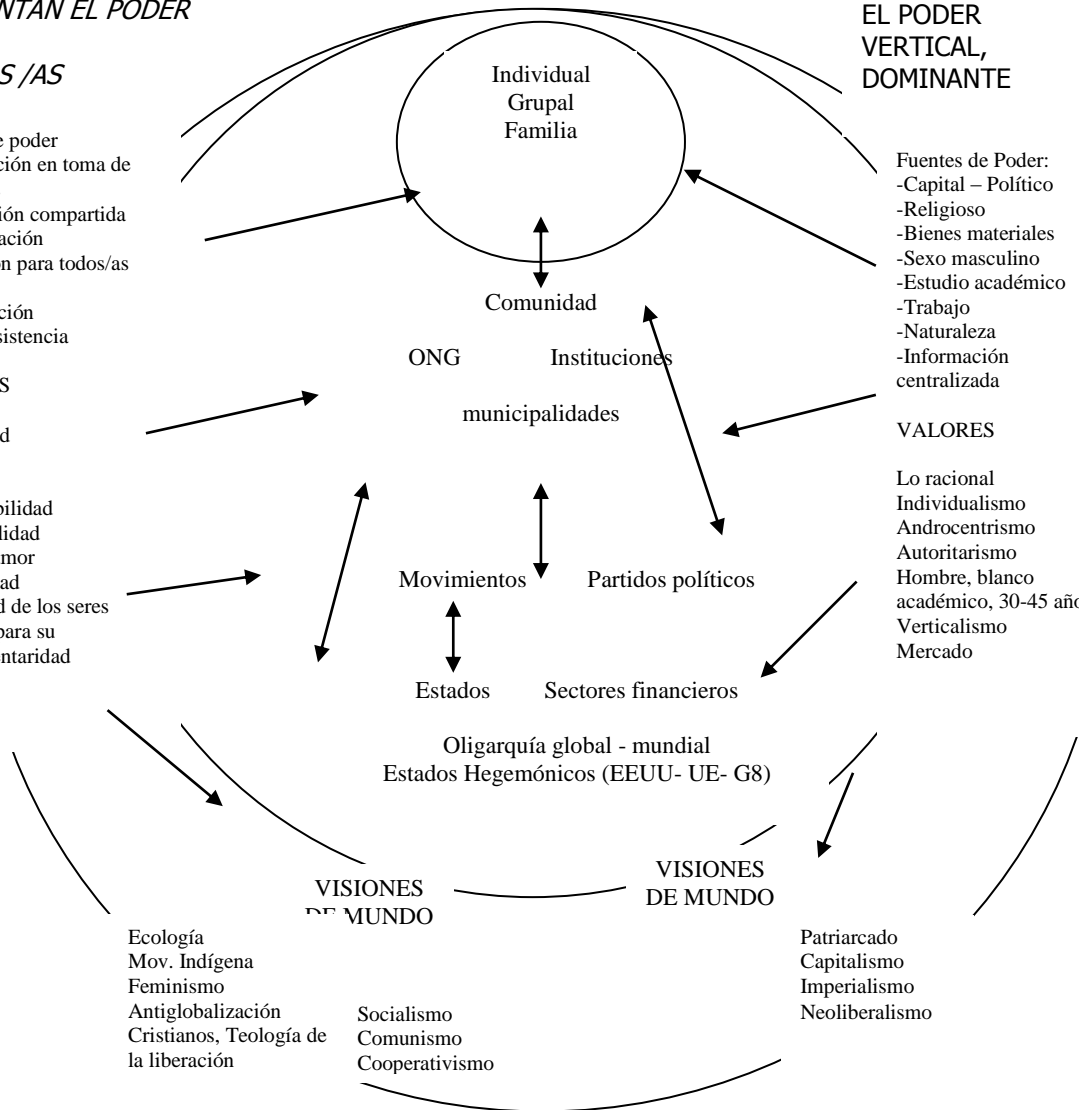 NTAN EL PODER
S /AS
e poder
ción en toma de
ión compartida
ación
n para todos/as
ción
sistencia
S
d
bilidad
lidad
mor
ad
d de los seres
para su
entaridad
Individual
Grupal
Familia
Comunidad
ONG Instituciones
municipalidades
Movimientos Partidos políticos
Estados Sectores financieros
Oligarquía global - mundial
Estados Hegemónicos (EEUU- UE- G8)
EL PODER
VERTICAL,
DOMINANTE
Fuentes de Poder:
-Capital – Político
-Religioso
-Bienes materiales
-Sexo masculino
-Estudio académico
-Trabajo
-Naturaleza
-Información
centralizada
VALORES
Lo racional
Individualismo
Androcentrismo
Autoritarismo
Hombre, blanco
académico, 30-45 año
Verticalismo
Mercado
VISIONES
DE MUNDO
Ecología
Mov. Indígena
Feminismo
Antiglobalización
Cristianos, Teología de
la liberación
Socialismo
Comunismo
Cooperativismo
VISIONES
DE MUNDO
Patriarcado
Capitalismo
Imperialismo
Neoliberalismo